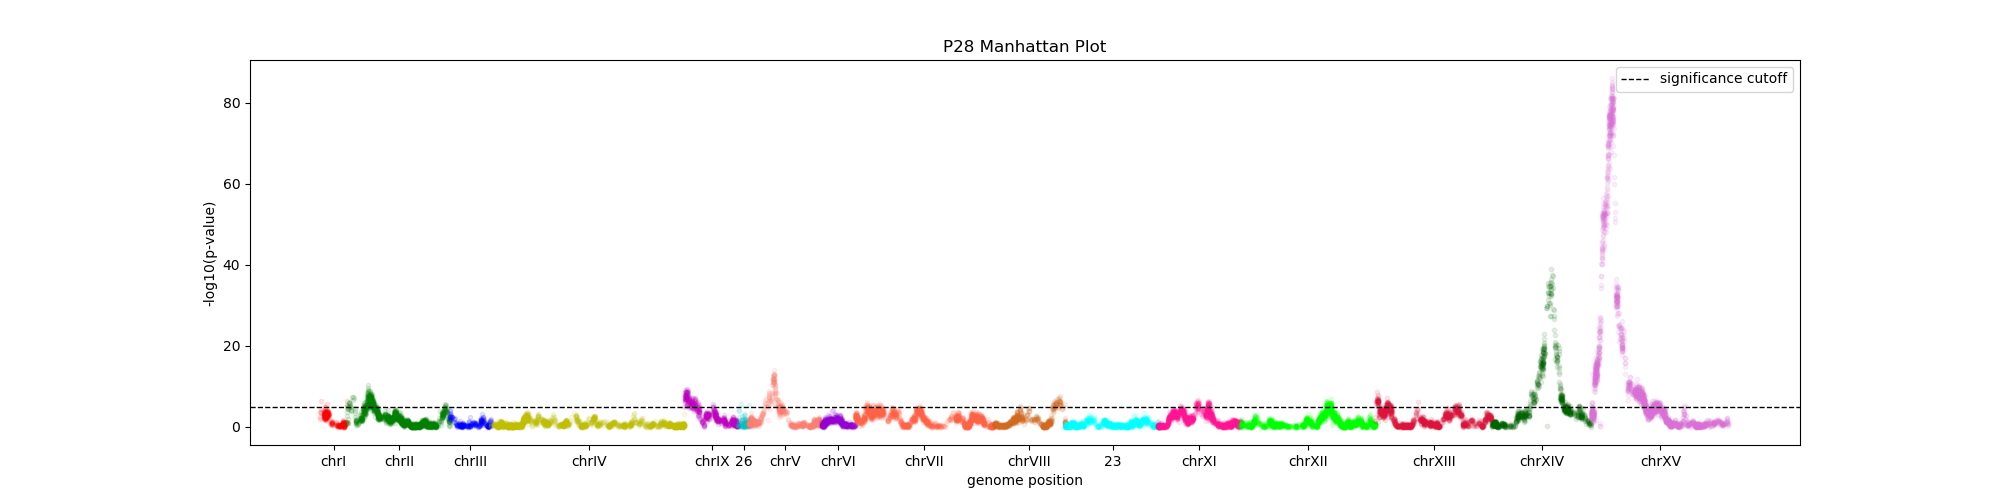 P28 Manhattan Plot
significance cutoff
-log10(p-value)
80
60
40
20
0
chrI chrII chrIII chrIV chrIX 26 chrV chrVI chrVII chrVIII 23 chrXI chrXII chrXIII chrXIV chrXV
genome position